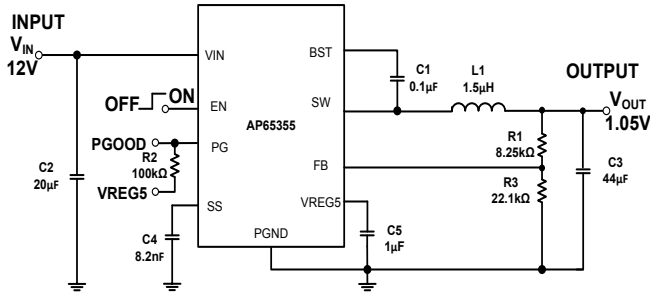 INPUT
VIN
12V
OFF ON
PGOOD
R2
100kΩ
VREG5
C2
20µF
C4
8.2nF
VIN
EN
PG
SS
AP65355
PGND
BST
SW
FB
VREG5
C1
0.1µF
L1
1.5µH
C5
1µF
OUTPUT
VOUT
1.05V
R1
8.25kΩ
R3
22.1kΩ
C3
44µF